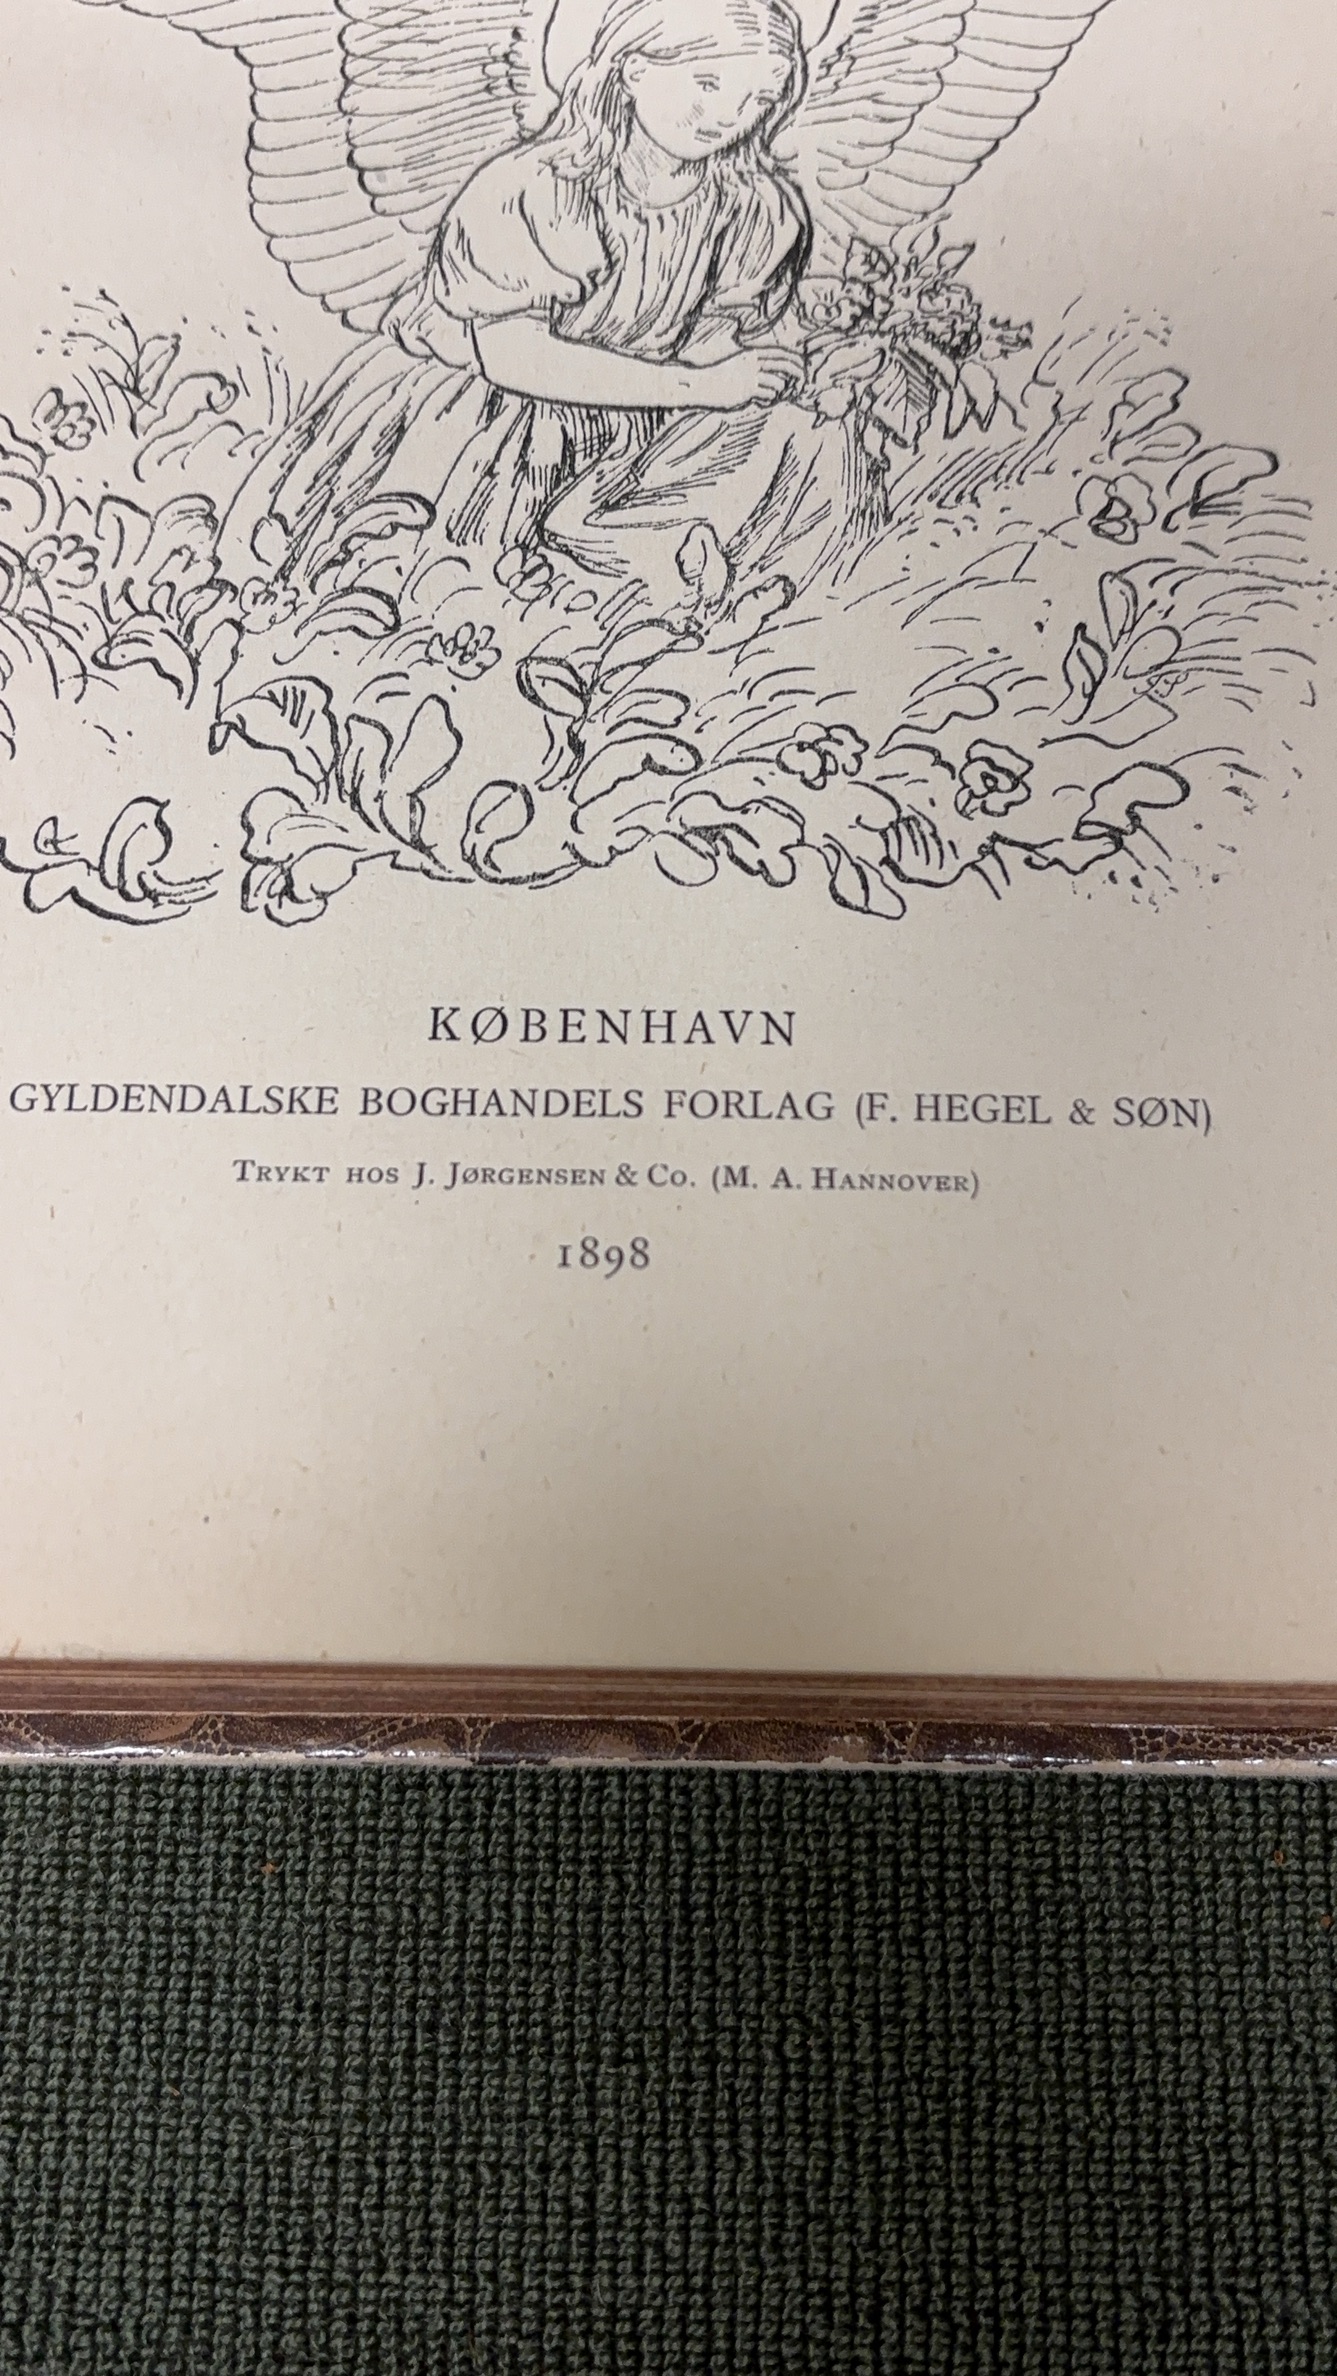 KØBENHAVN
GYLDENDALSKE BOGHANDELS FORLAG (F. HEGEL & SØN)
TRYKT HOS J. JØRGENSEN & CO. (M. A. HANNOVER)
1898